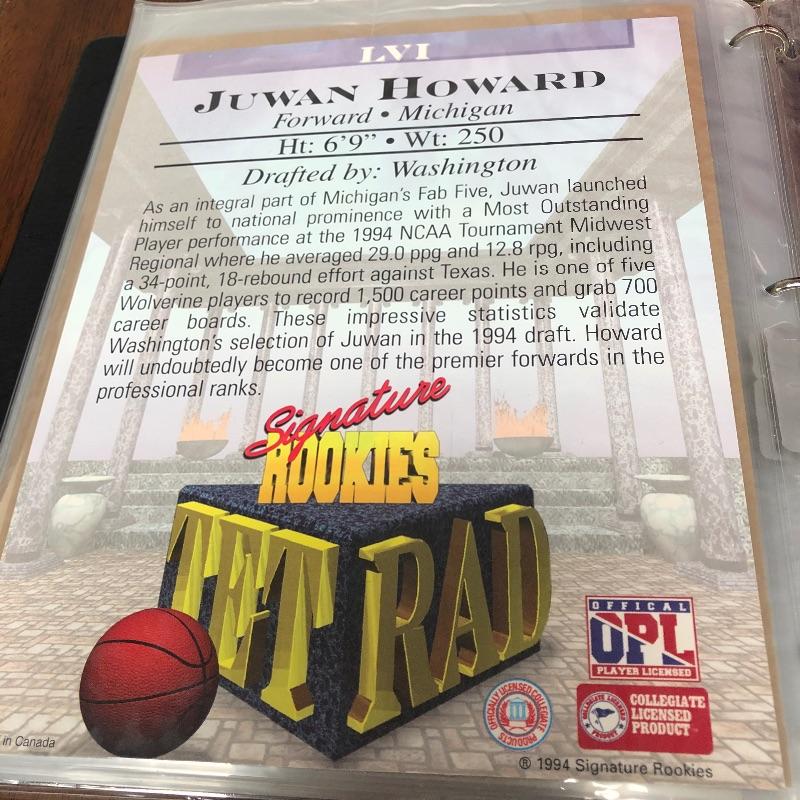 LVI
JUWAN HOWARD
Forward • Michigan
Ht: 6'9" • Wt: 250
Drafted by: Washington
As an integral part of Michigan's Fab Five, Juwan launched
himself to national prominence with a Most Outstanding
Player performance at the 1994 NCAA Tournament Midwest
Regional where he averaged 29.0 ppg and 12.8 rpg, including
a 34-point, 18-rebound effort against Texas. He is one of five
Wolverine players to record 1,500 career points and grab 700
career boards. These impressive statistics validate
Washington's selection of Juwan in the 1994 draft. Howard
will undoubtedly become one of the premier forwards in the
professional ranks.
Signature
ROOKIES
TET RAD
OFFICAL
OPL
PLAYER LICENSED
OFFICIALLY LICENSED COLLEGIATE PRODUCTS
COLLEGIATE
LICENSED
PRODUCT
in Canada
® 1994 Signature Rookies